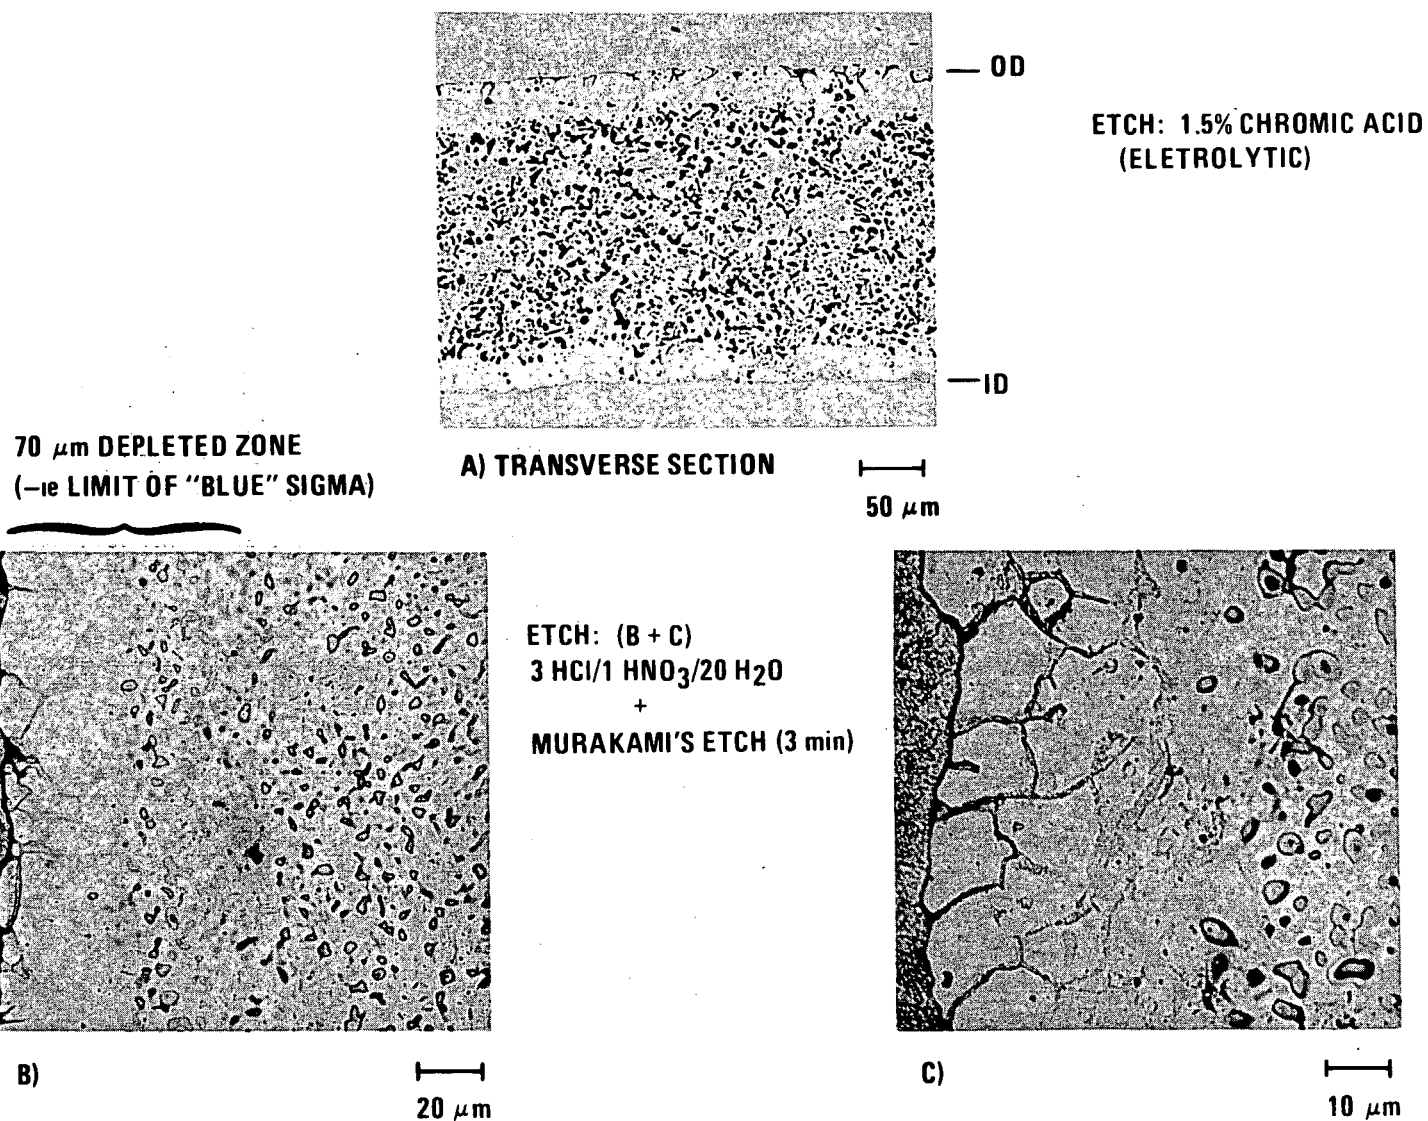 OD
ETCH: 1.5% CHROMIC ACID
(ELETROLYTIC)
ID
A) TRANSVERSE SECTION
50 µm
70 µm DEPLETED ZONE
(–ie LIMIT OF "BLUE" SIGMA)
ETCH: (B + C)
3 HCl/1 HNO3/20 H2O
+
MURAKAMI'S ETCH (3 min)
B)
20 µm
C)
10 µm